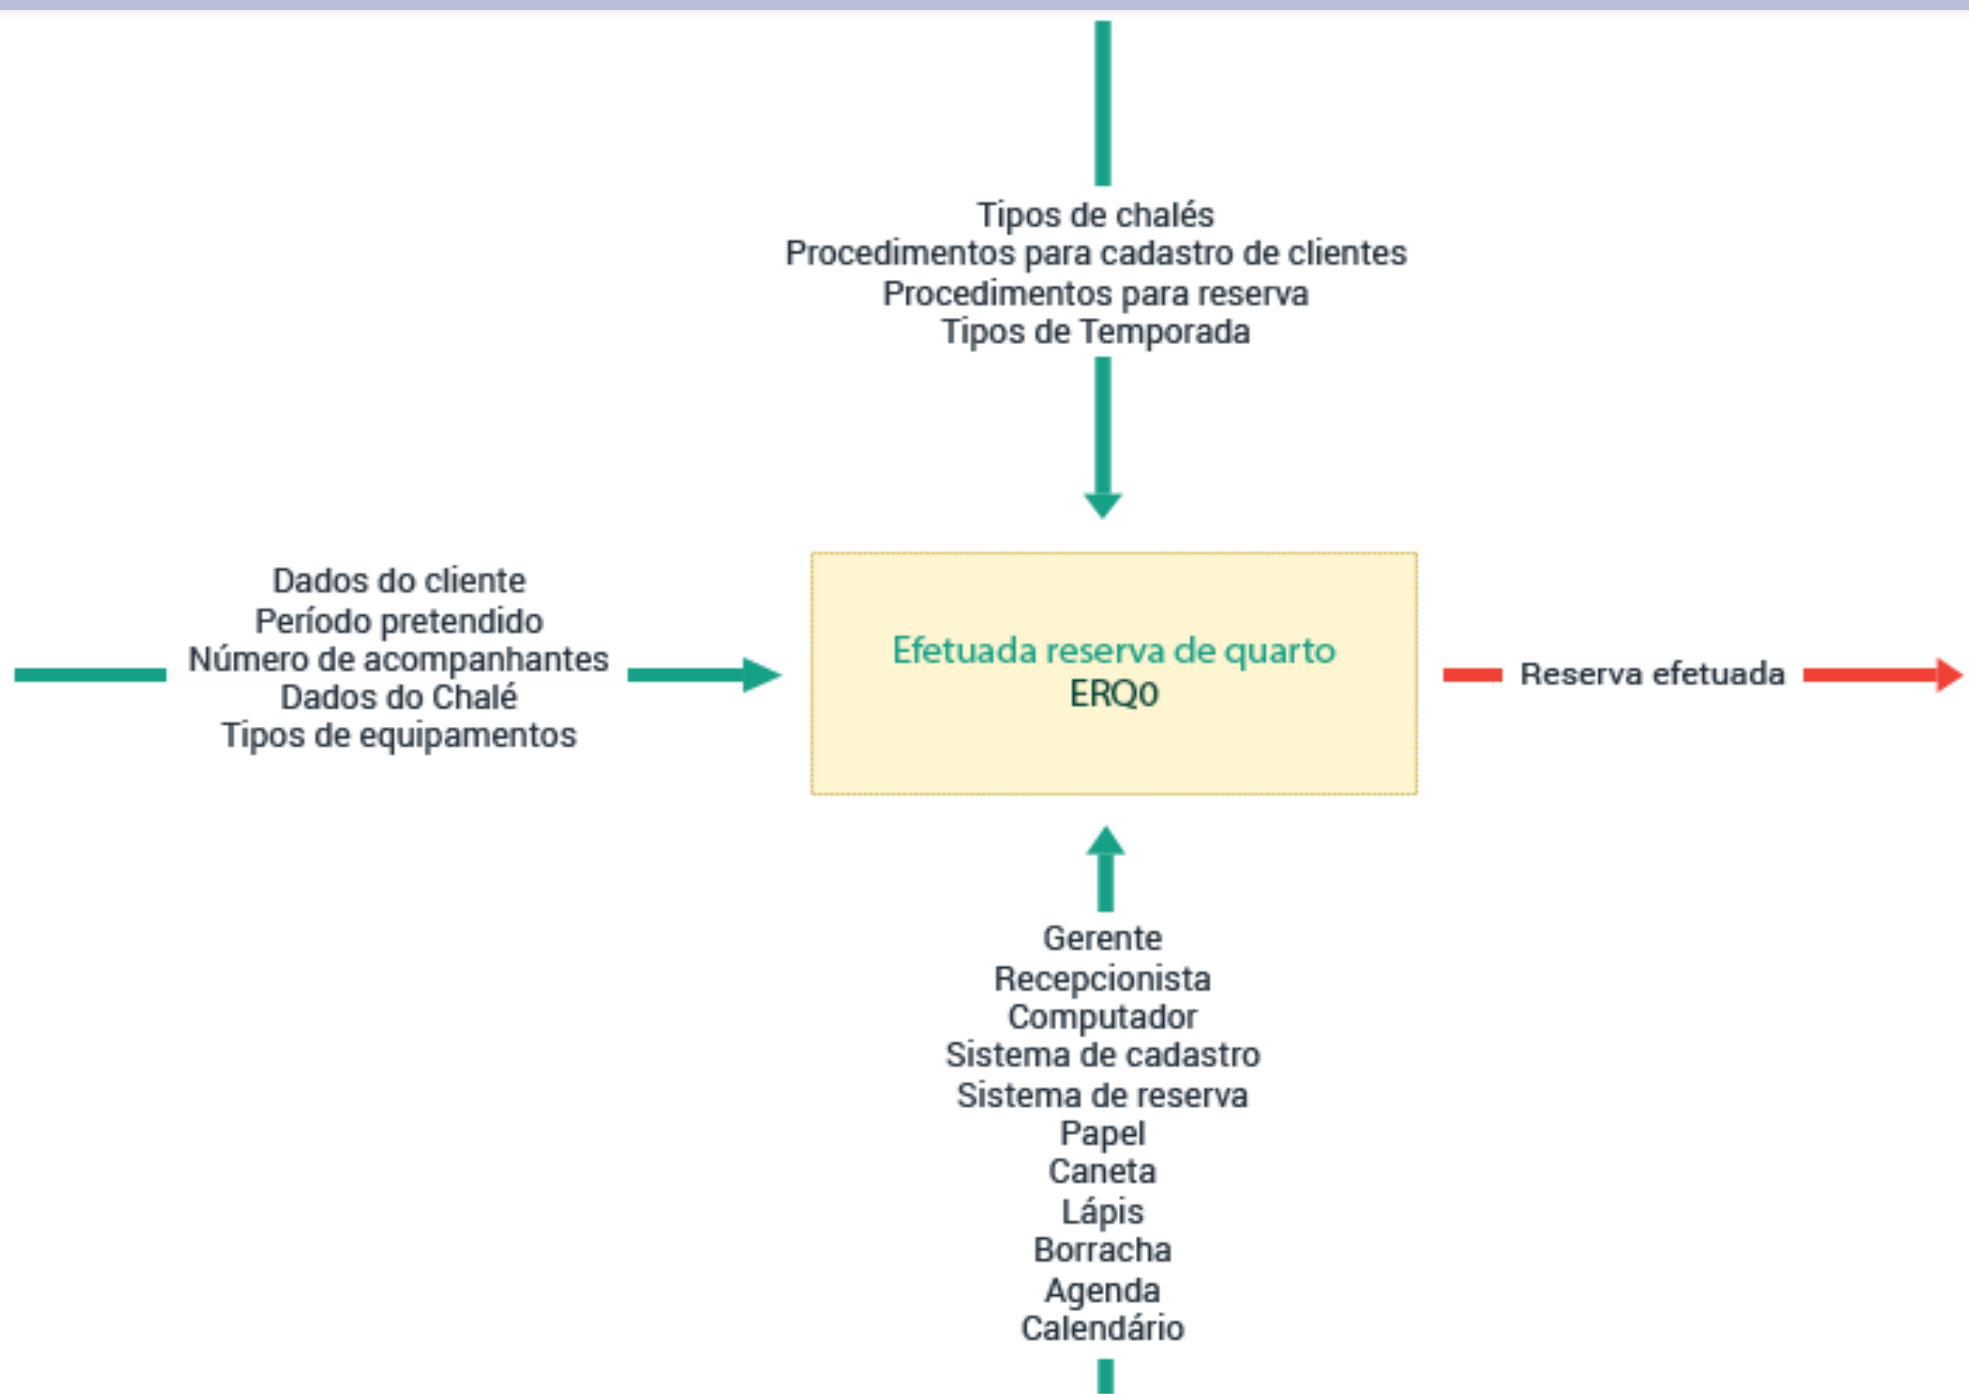 Tipos de chalés
Procedimentos para cadastro de clientes
Procedimentos para reserva
Tipos de Temporada
Dados do cliente
Período pretendido
Número de acompanhantes
Dados do Chalé
Tipos de equipamentos
Efetuada reserva de quarto
ERQ0
Reserva efetuada
Gerente
Recepcionista
Computador
Sistema de cadastro
Sistema de reserva
Papel
Caneta
Lápis
Borracha
Agenda
Calendário